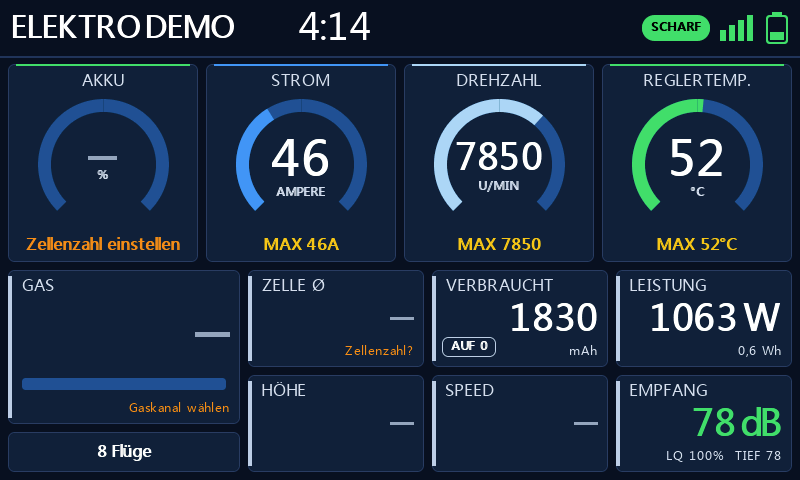 ELEKTRO DEMO 4:14 SCHARF
AKKU
—
%
Zellenzahl einstellen
STROM
46
AMPERE
MAX 46A
DREHZAHL
7850
U/MIN
MAX 7850
REGLERTEMP.
52
°C
MAX 52°C
GAS
—
Gaskanal wählen
8 Flüge
ZELLE Ø
—
Zellenzahl?
VERBRAUCHT
1830
AUF 0 mAh
LEISTUNG
1063 W
0,6 Wh
HÖHE
—
SPEED
—
EMPFANG
78 dB
LQ 100% TIEF 78